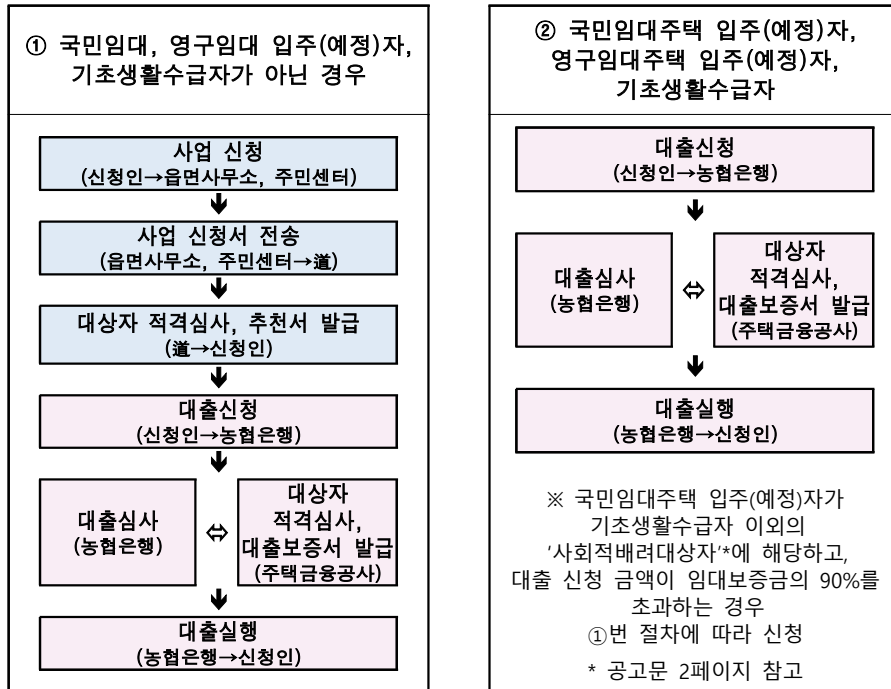 ① 국민임대, 영구임대 입주(예정)자,
기초생활수급자가 아닌 경우
사업 신청
(신청인→읍면사무소, 주민센터)
사업 신청서 전송
(읍면사무소, 주민센터→道)
대상자 적격심사, 추천서 발급
(道→신청인)
대출신청
(신청인→농협은행)
대출심사
(농협은행)
대상자
적격심사,
대출보증서 발급
(주택금융공사)
대출실행
(농협은행→신청인)
② 국민임대주택 입주(예정)자,
영구임대주택 입주(예정)자,
기초생활수급자
대출신청
(신청인→농협은행)
대출심사
(농협은행)
대상자
적격심사,
대출보증서 발급
(주택금융공사)
대출실행
(농협은행→신청인)
※ 국민임대주택 입주(예정)자가
기초생활수급자 이외의
'사회적배려대상자'*에 해당하고,
대출 신청 금액이 임대보증금의 90%를
초과하는 경우
①번 절차에 따라 신청
* 공고문 2페이지 참고